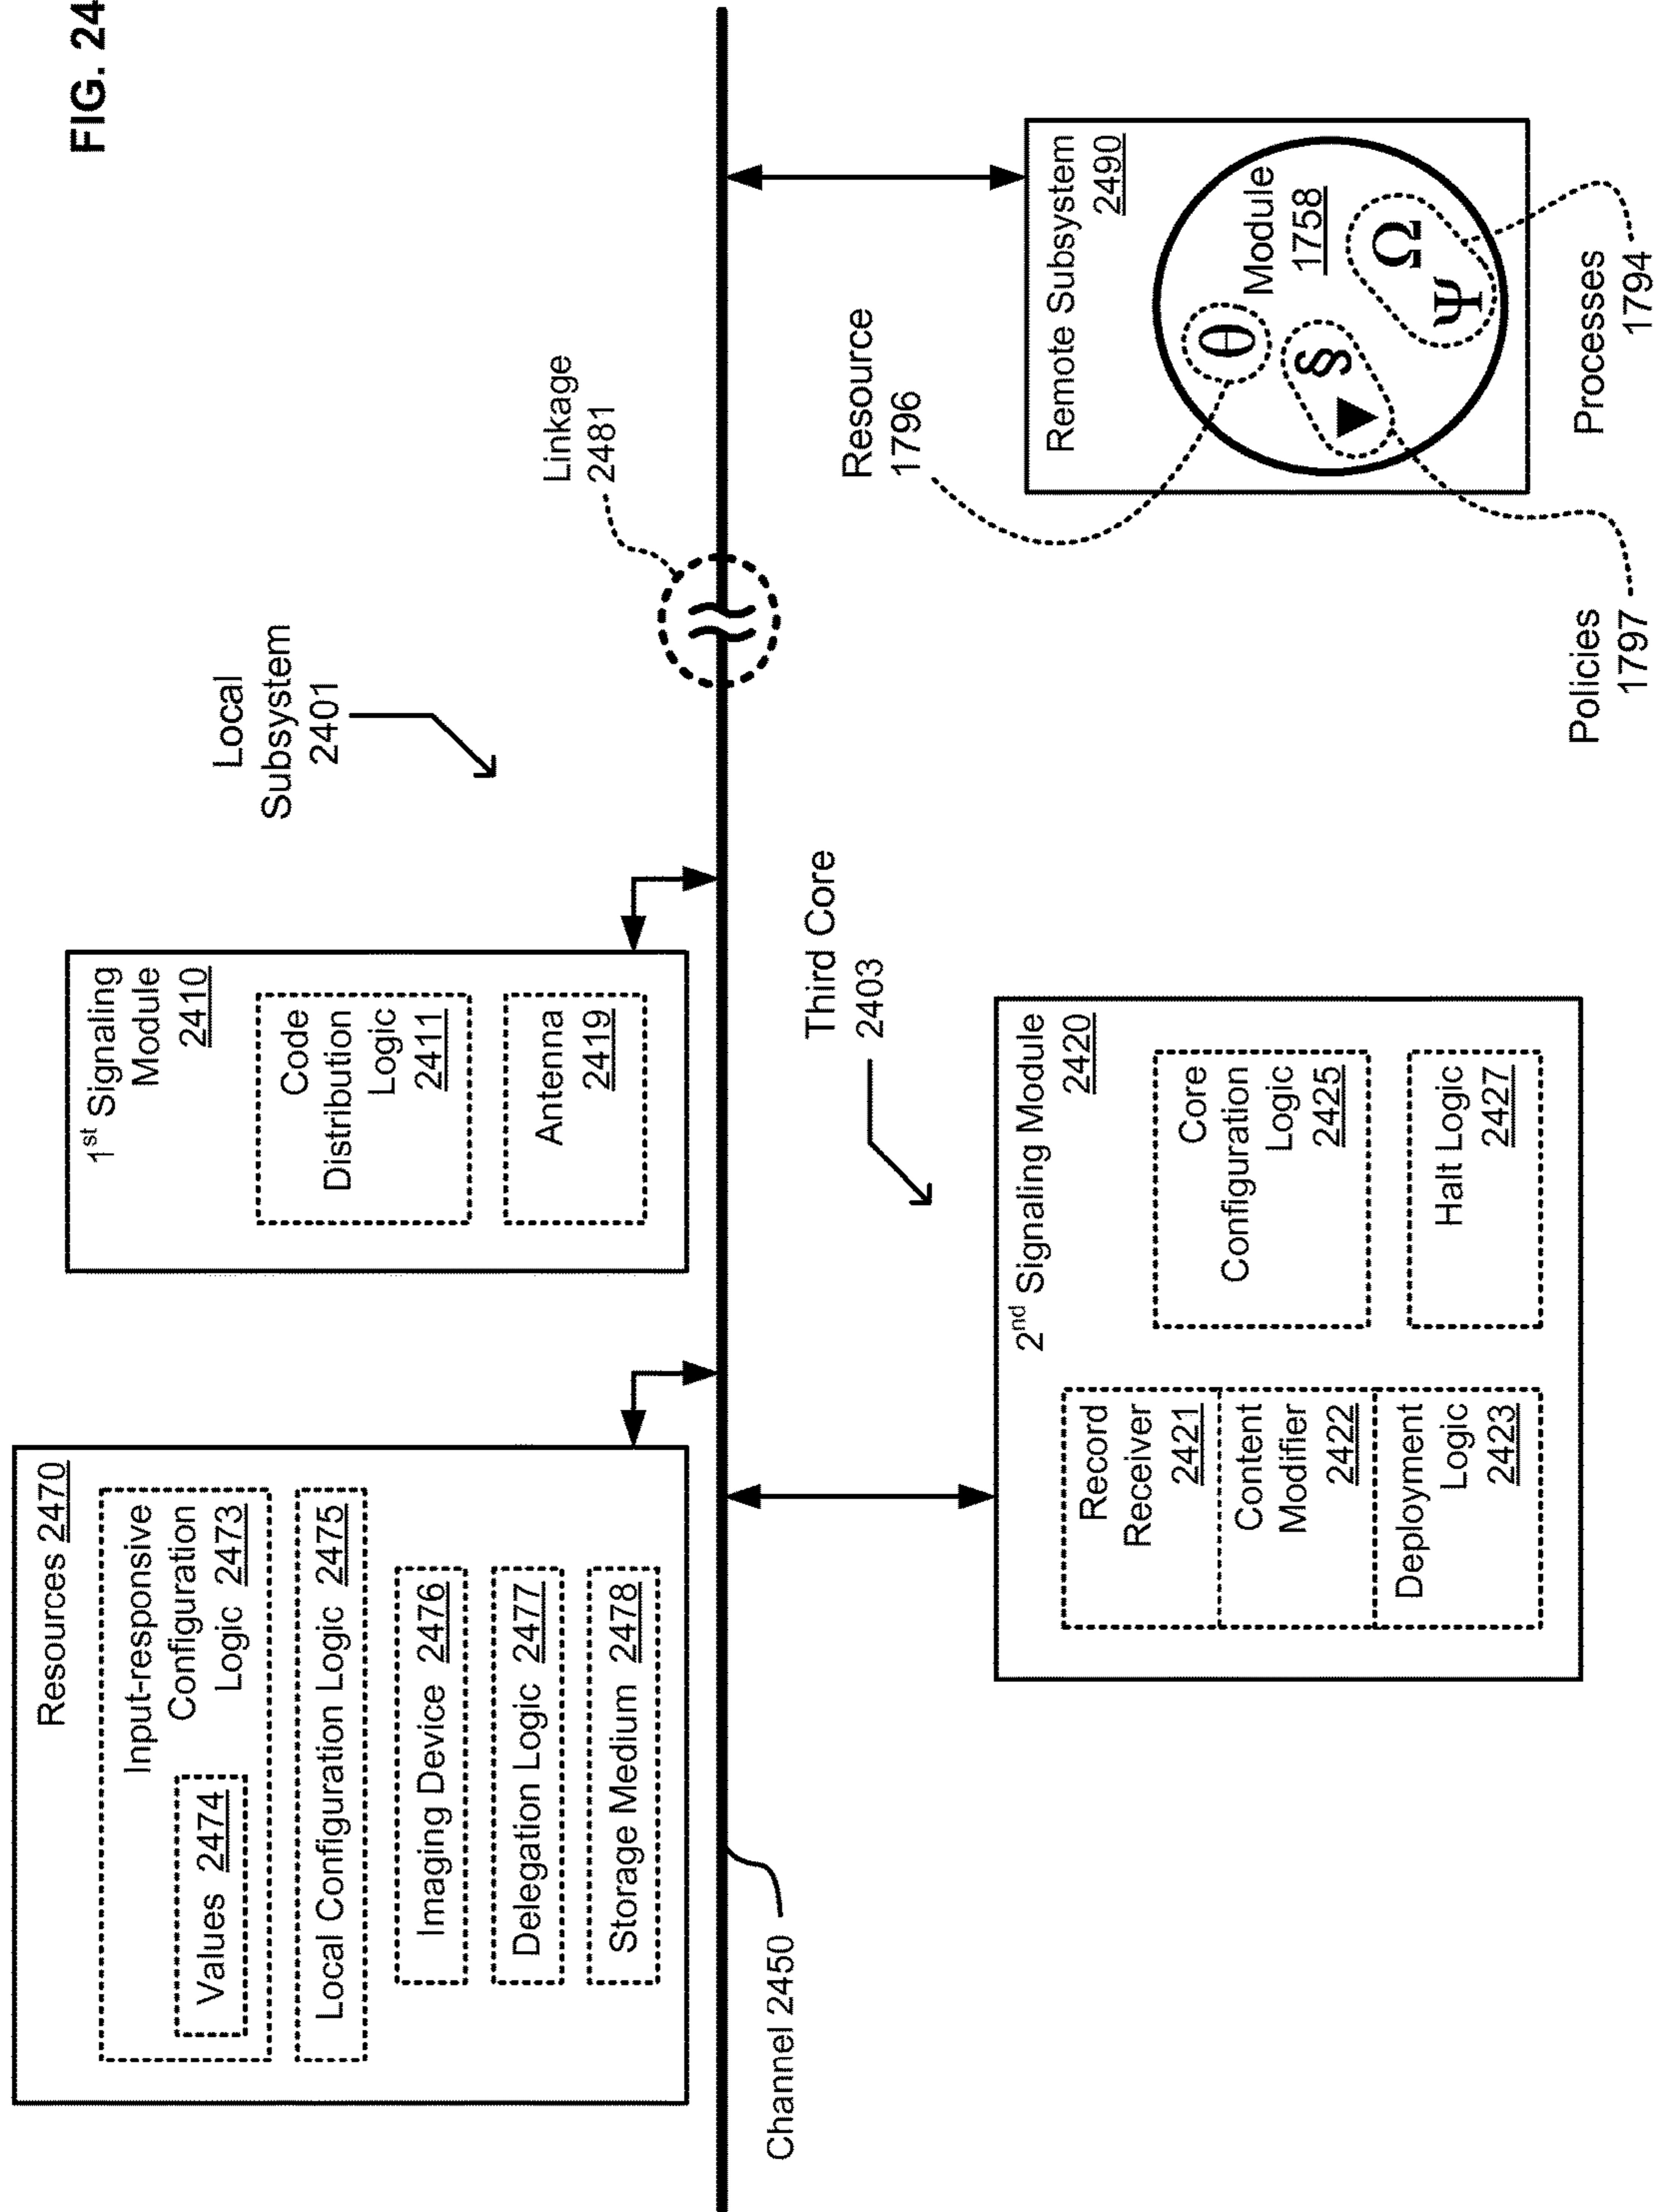 FIG. 24
Resources 2470
Input-responsive
Configuration
Logic 2473
Values 2474
Local Configuration Logic 2475
Imaging Device 2476
Delegation Logic 2477
Storage Medium 2478
1st Signaling
Module
2410
Code
Distribution
Logic
2411
Antenna
2419
Local
Subsystem
2401
Linkage
2481
Channel 2450
Third Core
2403
2nd Signaling Module
2420
Record
Receiver
2421
Content
Modifier
2422
Deployment
Logic
2423
Core
Configuration
Logic
2425
Halt Logic
2427
Resource
1796
Remote Subsystem
2490
Module
1758
θ
§
Ω
Ψ
Policies
1797
Processes
1794